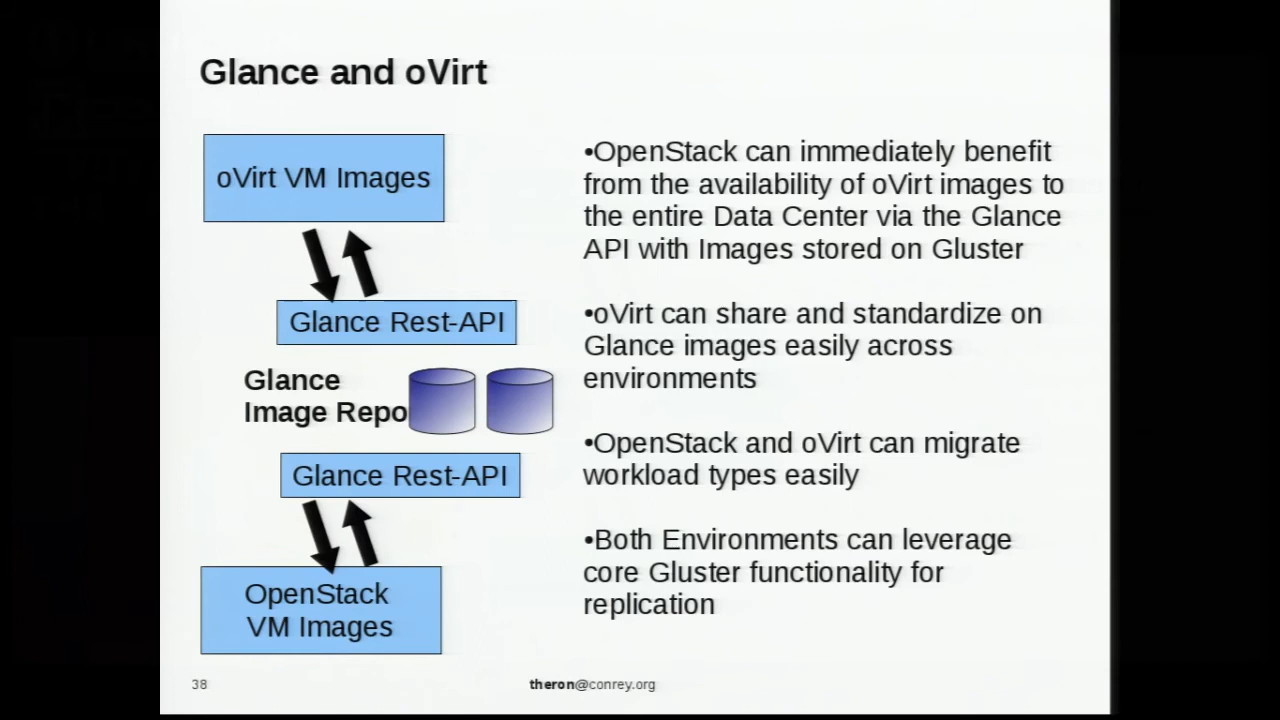 Glance and oVirt
oVirt VM Images
Glance Rest-API
Glance
Image Repo
Glance Rest-API
OpenStack
VM Images
•OpenStack can immediately benefit
from the availability of oVirt images to
the entire Data Center via the Glance
API with Images stored on Gluster
•oVirt can share and standardize on
Glance images easily across
environments
•OpenStack and oVirt can migrate
workload types easily
•Both Environments can leverage
core Gluster functionality for
replication
38
theron@conrey.org